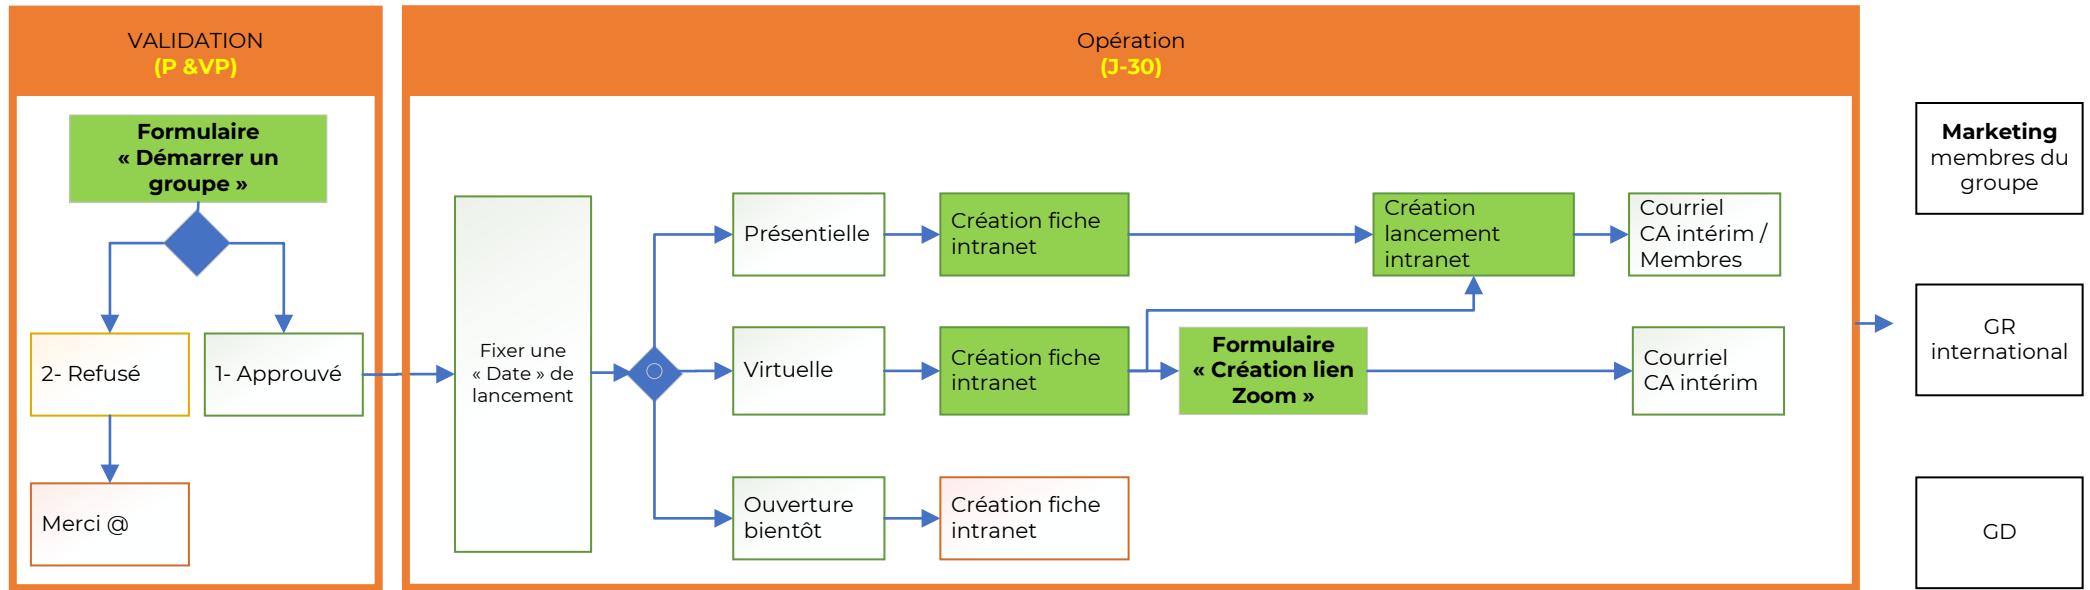 VALIDATION
(P &VP)
Formulaire
« Démarrer un
groupe »
2- Refusé
1- Approuvé
Merci @
Opération
(J-30)
Fixer une
« Date » de
lancement
Présentielle
Création fiche
intranet
Création
lancement
intranet
Courriel
CA intérim /
Membres
Virtuelle
Création fiche
intranet
Formulaire
« Création lien
Zoom »
Courriel
CA intérim
Ouverture
bientôt
Création fiche
intranet
Marketing
membres du
groupe
GR
international
GD